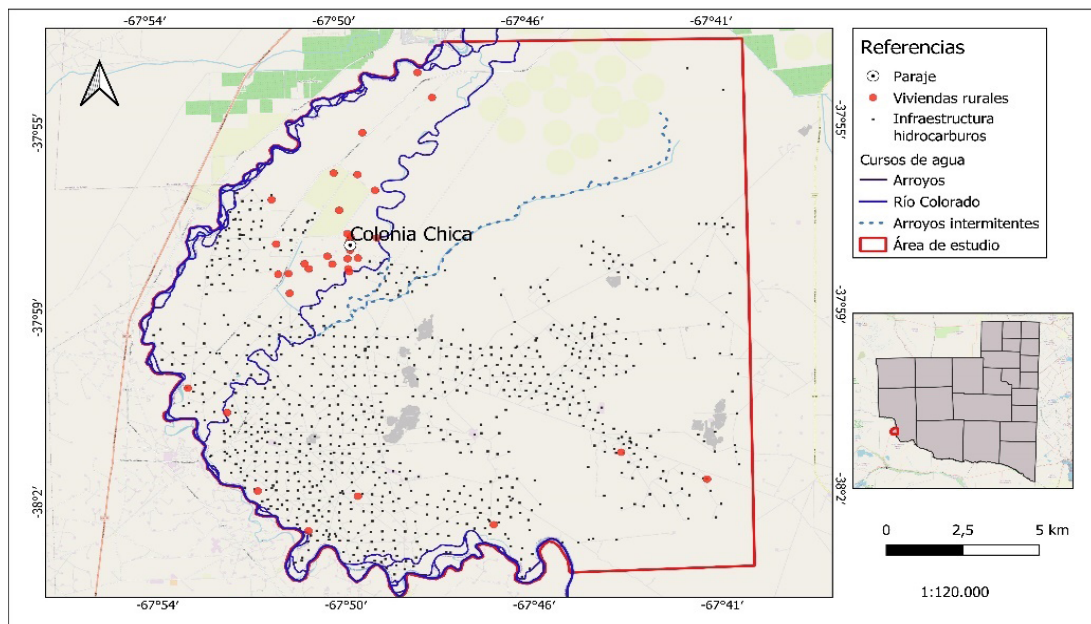 -67°54′
-67°50′
-67°46′
-67°41′
-37°55′
-37°59′
-38°2′
Colonia Chica
-37°55′
-37°59′
-38°2′
-67°54′
-67°50′
-67°46′
-67°41′
Referencias
Paraje
Viviendas rurales
Infraestructura
hidrocarburos
Cursos de agua
Arroyos
Río Colorado
Arroyos intermitentes
Área de estudio
0
2,5
5 km
1:120.000